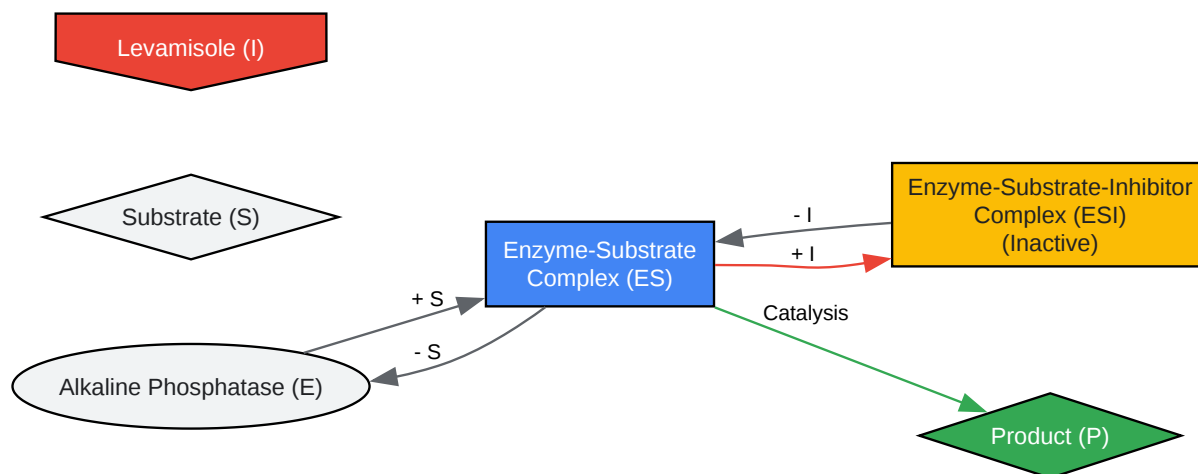 Levamisole (I)
Substrate (S)
Enzyme-Substrate-Inhibitor
Complex (ESI)
(Inactive)
- I
+ I
Enzyme-Substrate
Complex (ES)
+ S
Catalysis
- S
Alkaline Phosphatase (E)
Product (P)